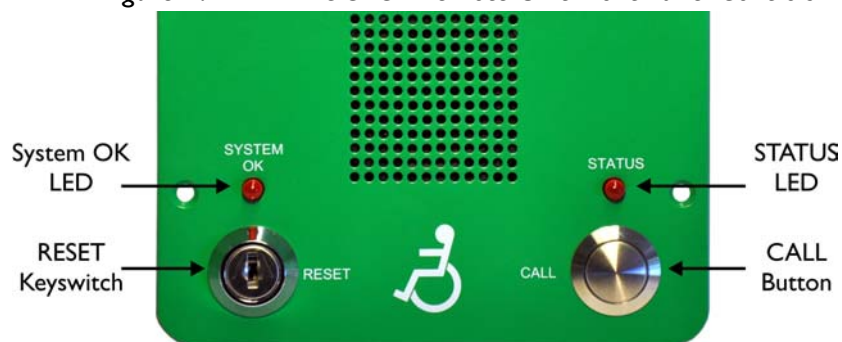 System OK
LED
SYSTEM
OK
STATUS
STATUS
LED
RESET
Keyswitch
RESET
CALL
CALL
Button